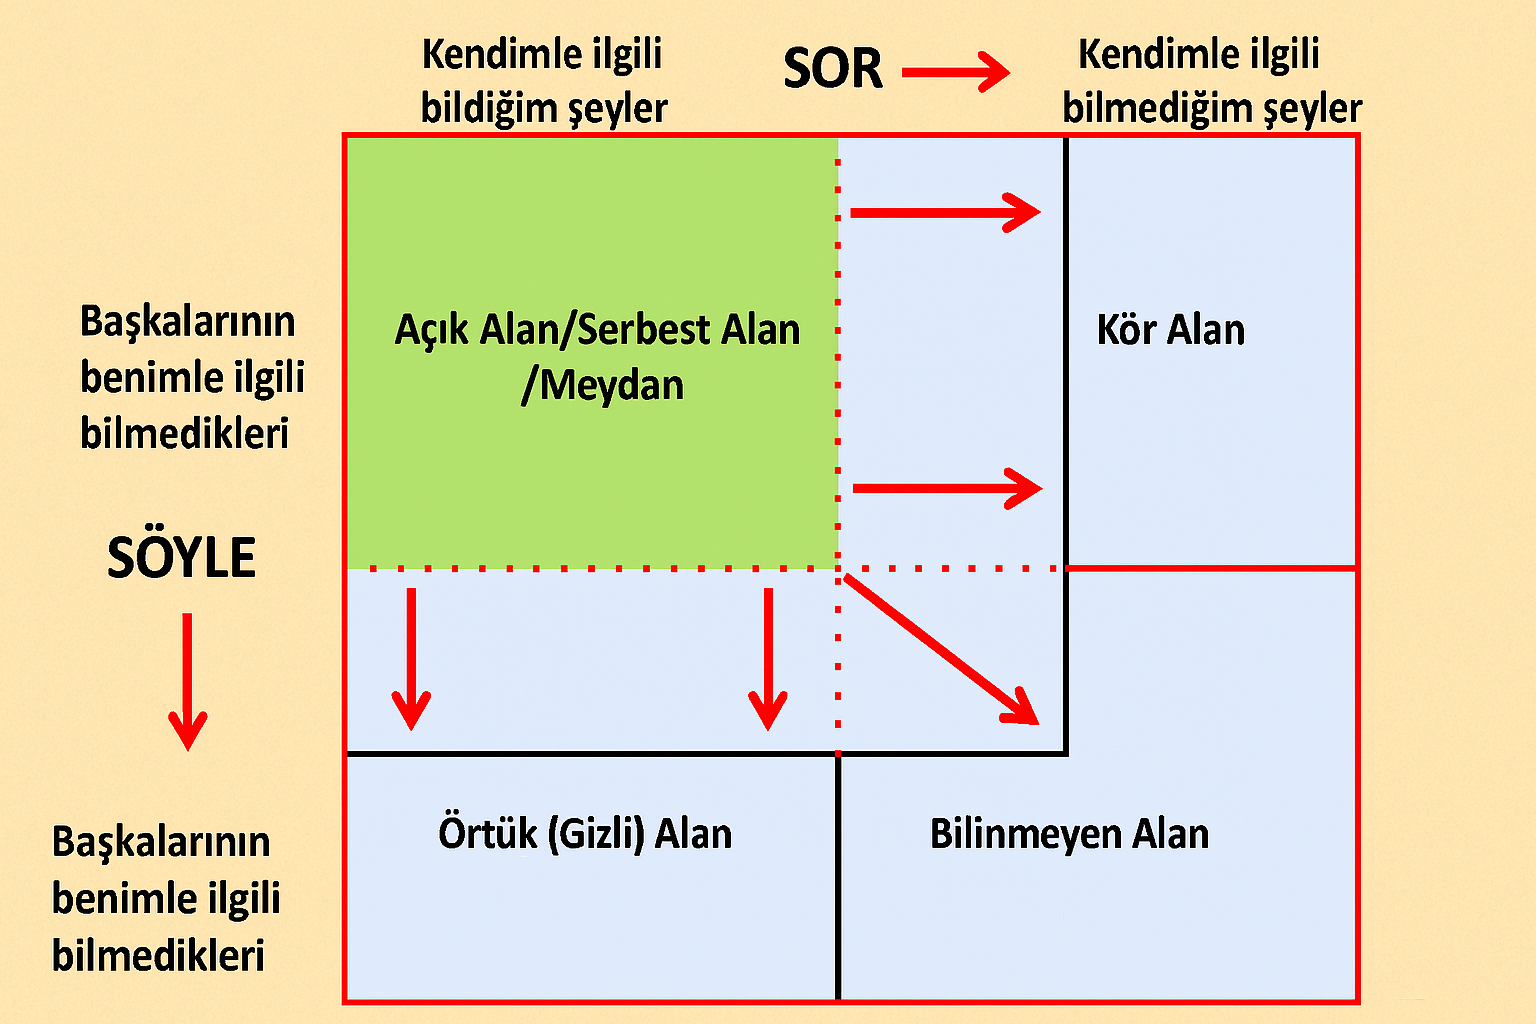 Kendimle ilgili
bildiğim şeyler
SOR
Kendimle ilgili
bilmediğim şeyler
Başkalarının
benimle ilgili
bilmedikleri
Açık Alan/Serbest Alan
/Meydan
Kör Alan
SÖYLE
Başkalarının
benimle ilgili
bilmedikleri
Örtük (Gizli) Alan
Bilinmeyen Alan